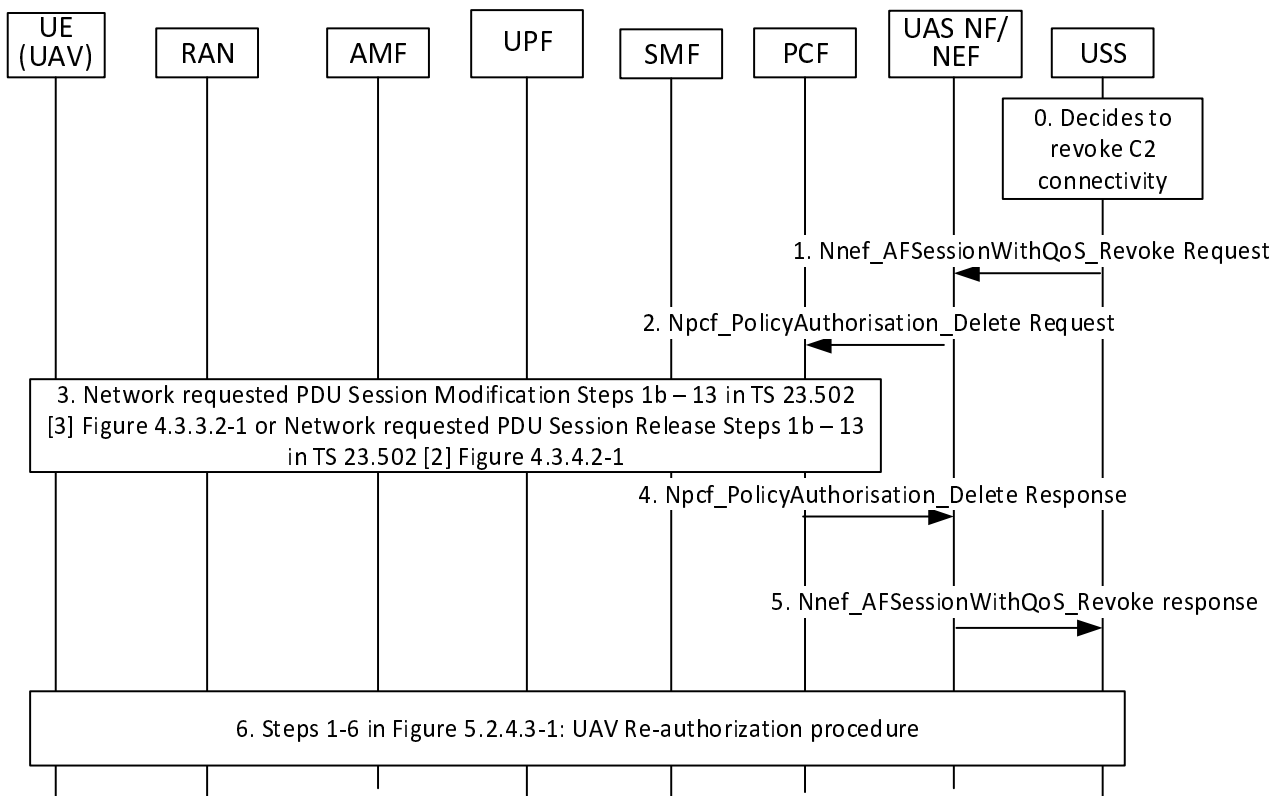 UE
(UAV)
RAN
AMF
UPF
SMF
PCF
UAS NF/
NEF
USS
0. Decides to
revoke C2
connectivity
1. Nnef_AFSessionWithQoS_Revoke Request
2. Npcf_PolicyAuthorisation_Delete Request
3. Network requested PDU Session Modification Steps 1b – 13 in TS 23.502
[3] Figure 4.3.3.2-1 or Network requested PDU Session Release Steps 1b – 13
in TS 23.502 [2] Figure 4.3.4.2-1
4. Npcf_PolicyAuthorisation_Delete Response
5. Nnef_AFSessionWithQoS_Revoke response
6. Steps 1-6 in Figure 5.2.4.3-1: UAV Re-authorization procedure